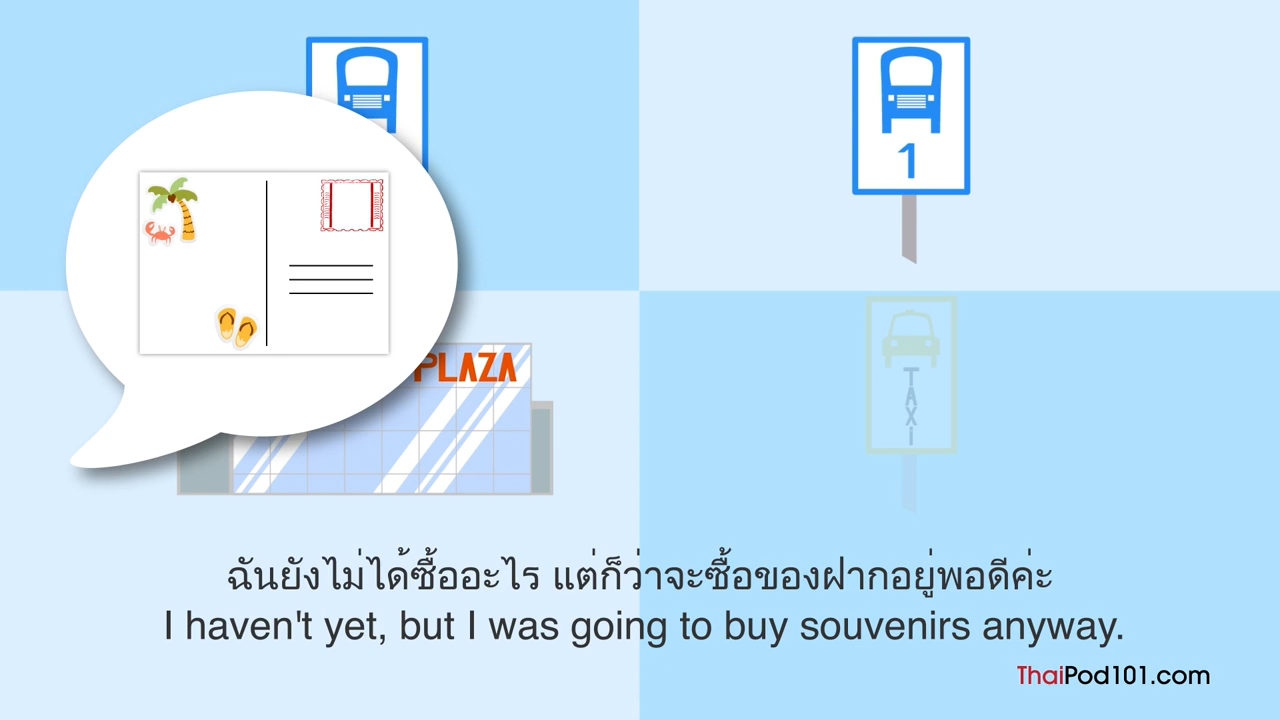 1
PLAZA
TAXI
ฉันยังไม่ได้ซื้ออะไร แต่ก็ว่าจะซื้อของฝากอยู่พอดีค่ะ
I haven't yet, but I was going to buy souvenirs anyway.
ThaiPod101.com